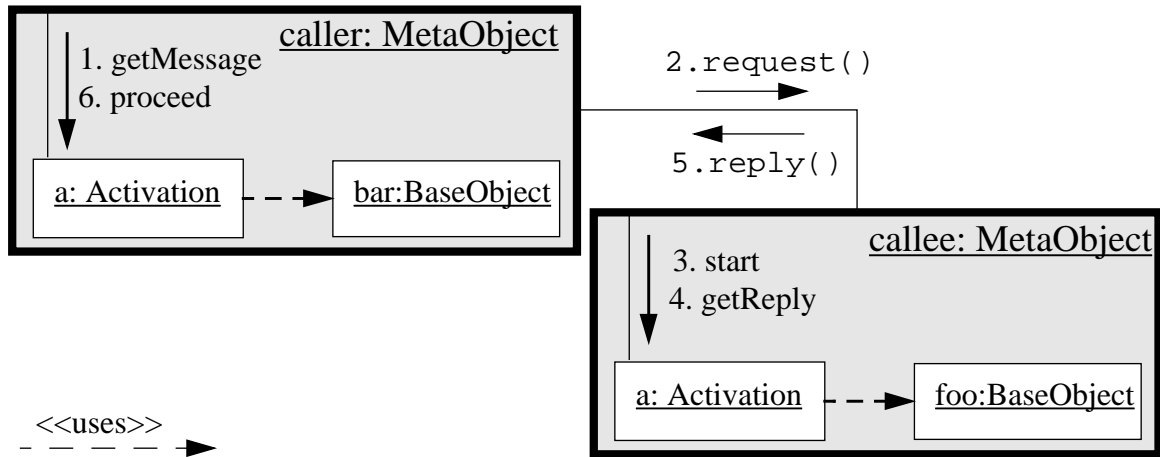 caller: MetaObject
1. getMessage
6. proceed
2.request()
5.reply()
a: Activation
bar:BaseObject
callee: MetaObject
3. start
4. getReply
a: Activation
foo:BaseObject
<<uses>>